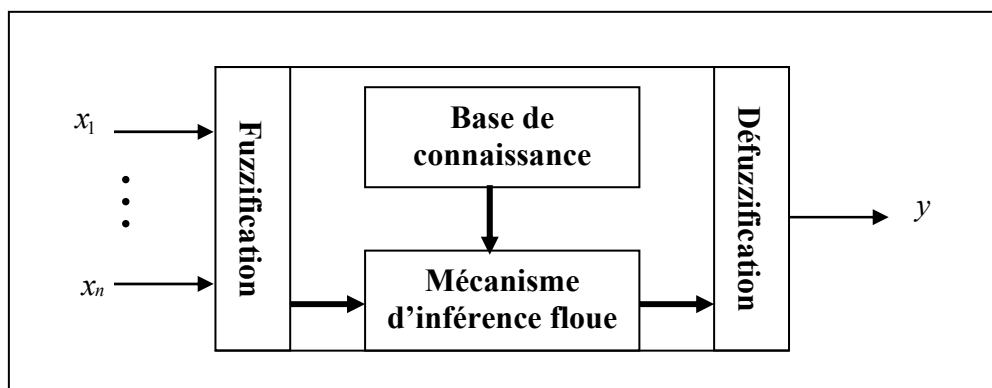 x₁
xₙ
Fuzzification
Base de
connaissance
Mécanisme
d’inférence floue
Défuzzification
y